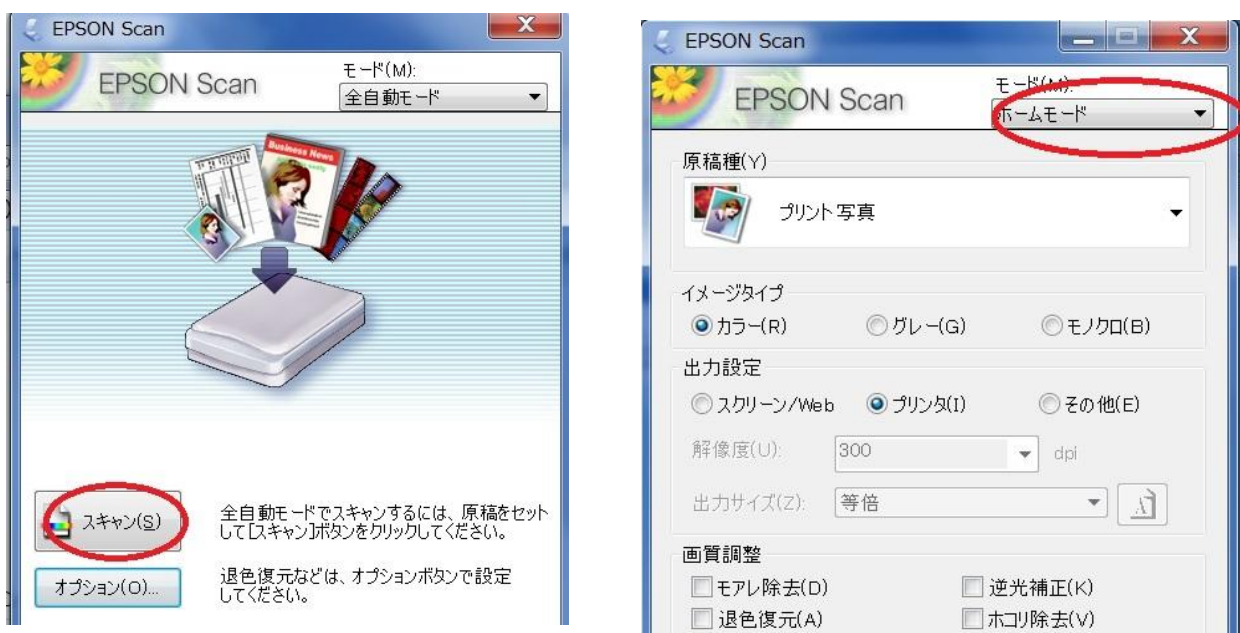 EPSON Scan
EPSON Scan
モード(M):
全自動モード
Business News
スキャン(S)
全自動モードでスキャンするには、原稿をセット
して[スキャン]ボタンをクリックしてください。
オプション(O)...
退色復元などは、オプションボタンで設定
してください。
EPSON Scan
EPSON Scan
モード(M):
ホームモード
原稿種(Y)
プリント写真
イメージタイプ
カラー(R) グレー(G) モノクロ(B)
出力設定
スクリーン/Web プリンタ(I) その他(E)
解像度(U): 300 dpi
出力サイズ(Z): 等倍
画質調整
モアレ除去(D) 逆光補正(K)
退色復元(A) ホコリ除去(V)